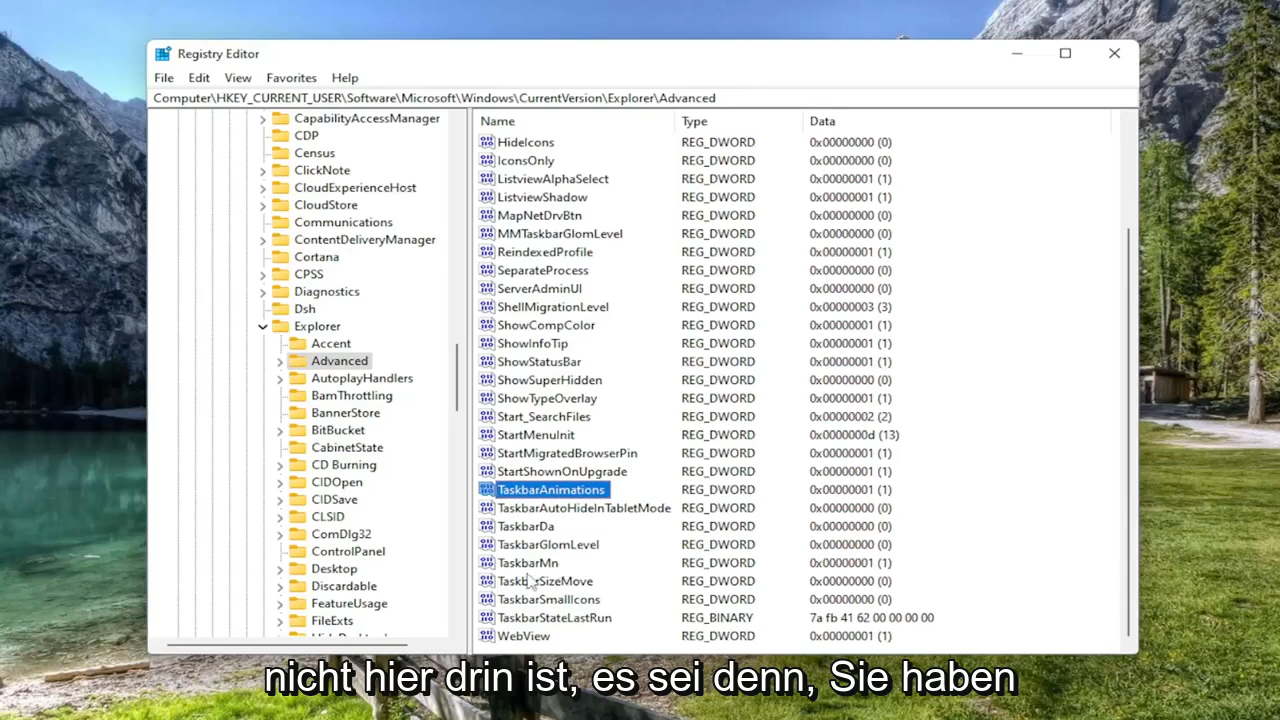 Registry Editor
File Edit View Favorites Help
Computer\HKEY_CURRENT_USER\Software\Microsoft\Windows\CurrentVersion\Explorer\Advanced
CapabilityAccessManager
CDP
Census
ClickNote
CloudExperienceHost
CloudStore
Communications
ContentDeliveryManager
Cortana
CPSS
Diagnostics
Dsh
Explorer
Accent
Advanced
AutoplayHandlers
BamThrottling
BannerStore
BitBucket
CabinetState
CD Burning
CIDOpen
CIDSave
CLSID
ComDlg32
ControlPanel
Desktop
Discardable
FeatureUsage
FileExts
Name Type Data
HideIcons REG_DWORD 0x00000000 (0)
IconsOnly REG_DWORD 0x00000000 (0)
ListviewAlphaSelect REG_DWORD 0x00000001 (1)
ListviewShadow REG_DWORD 0x00000001 (1)
MapNetDrvBtn REG_DWORD 0x00000000 (0)
MMTaskbarGlomLevel REG_DWORD 0x00000000 (0)
ReindexedProfile REG_DWORD 0x00000001 (1)
SeparateProcess REG_DWORD 0x00000000 (0)
ServerAdminUI REG_DWORD 0x00000000 (0)
ShellMigrationLevel REG_DWORD 0x00000003 (3)
ShowCompColor REG_DWORD 0x00000001 (1)
ShowInfoTip REG_DWORD 0x00000001 (1)
ShowStatusBar REG_DWORD 0x00000001 (1)
ShowSuperHidden REG_DWORD 0x00000000 (0)
ShowTypeOverlay REG_DWORD 0x00000001 (1)
Start_SearchFiles REG_DWORD 0x00000002 (2)
StartMenuInit REG_DWORD 0x0000000d (13)
StartMigratedBrowserPin REG_DWORD 0x00000001 (1)
StartShownOnUpgrade REG_DWORD 0x00000001 (1)
TaskbarAnimations REG_DWORD 0x00000001 (1)
TaskbarAutoHideInTabletMode REG_DWORD 0x00000000 (0)
TaskbarDa REG_DWORD 0x00000000 (0)
TaskbarGlomLevel REG_DWORD 0x00000000 (0)
TaskbarMn REG_DWORD 0x00000001 (1)
TaskbarSizeMove REG_DWORD 0x00000000 (0)
TaskbarSmallIcons REG_DWORD 0x00000000 (0)
TaskbarStateLastRun REG_BINARY 7a fb 41 62 00 00 00 00
WebView REG_DWORD 0x00000001 (1)
nicht hier drin ist, es sei denn, Sie haben